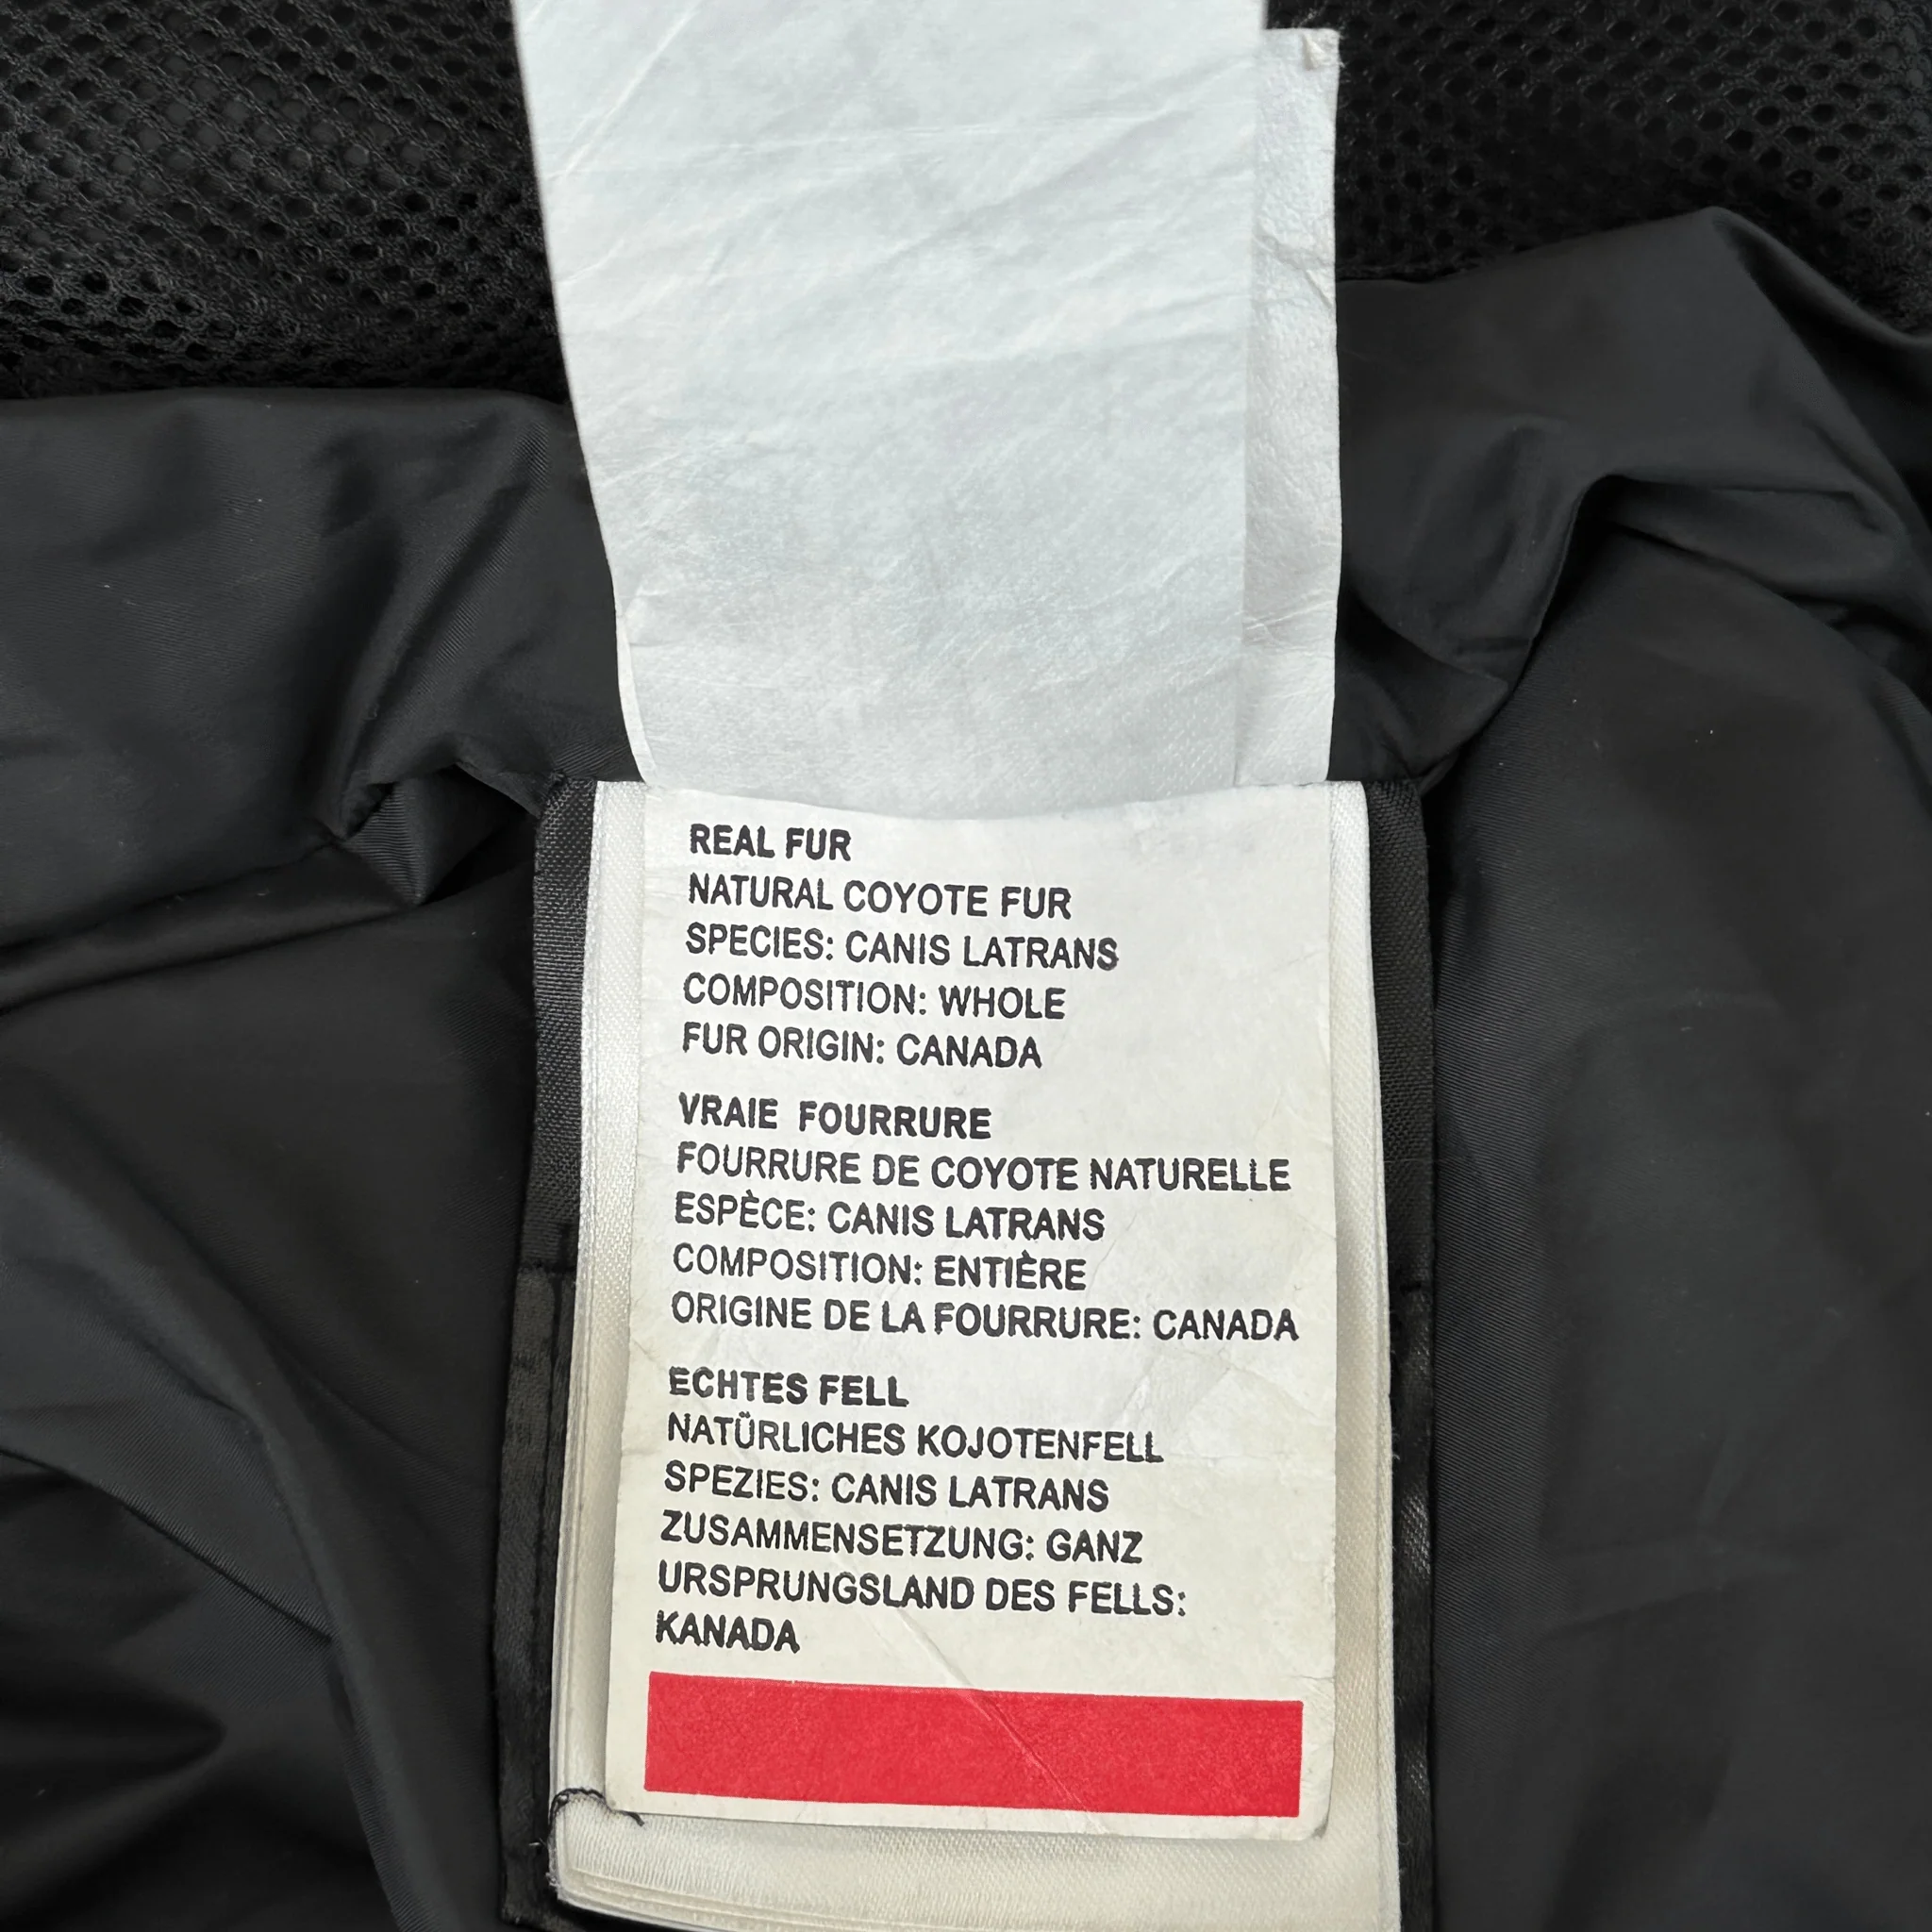 REAL FUR
NATURAL COYOTE FUR
SPECIES: CANIS LATRANS
COMPOSITION: WHOLE
FUR ORIGIN: CANADA
VRAIE FOURRURE
FOURRURE DE COYOTE NATURELLE
ESPÈCE: CANIS LATRANS
COMPOSITION: ENTIÈRE
ORIGINE DE LA FOURRURE: CANADA
ECHTES FELL
NATÜRLICHES KOJOTENFELL
SPEZIES: CANIS LATRANS
ZUSAMMENSETZUNG: GANZ
URSPRUNGSLAND DES FELLS:
KANADA